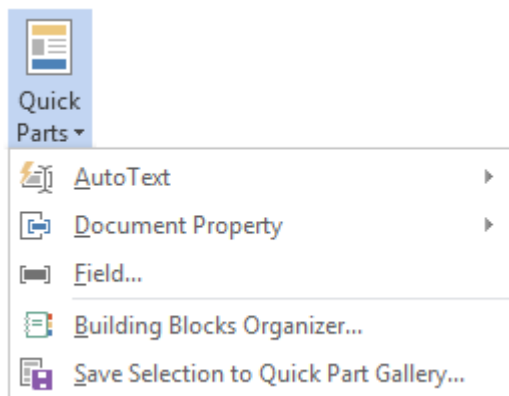 Quick
Parts
AutoText
Document Property
Field...
Building Blocks Organizer...
Save Selection to Quick Part Gallery...